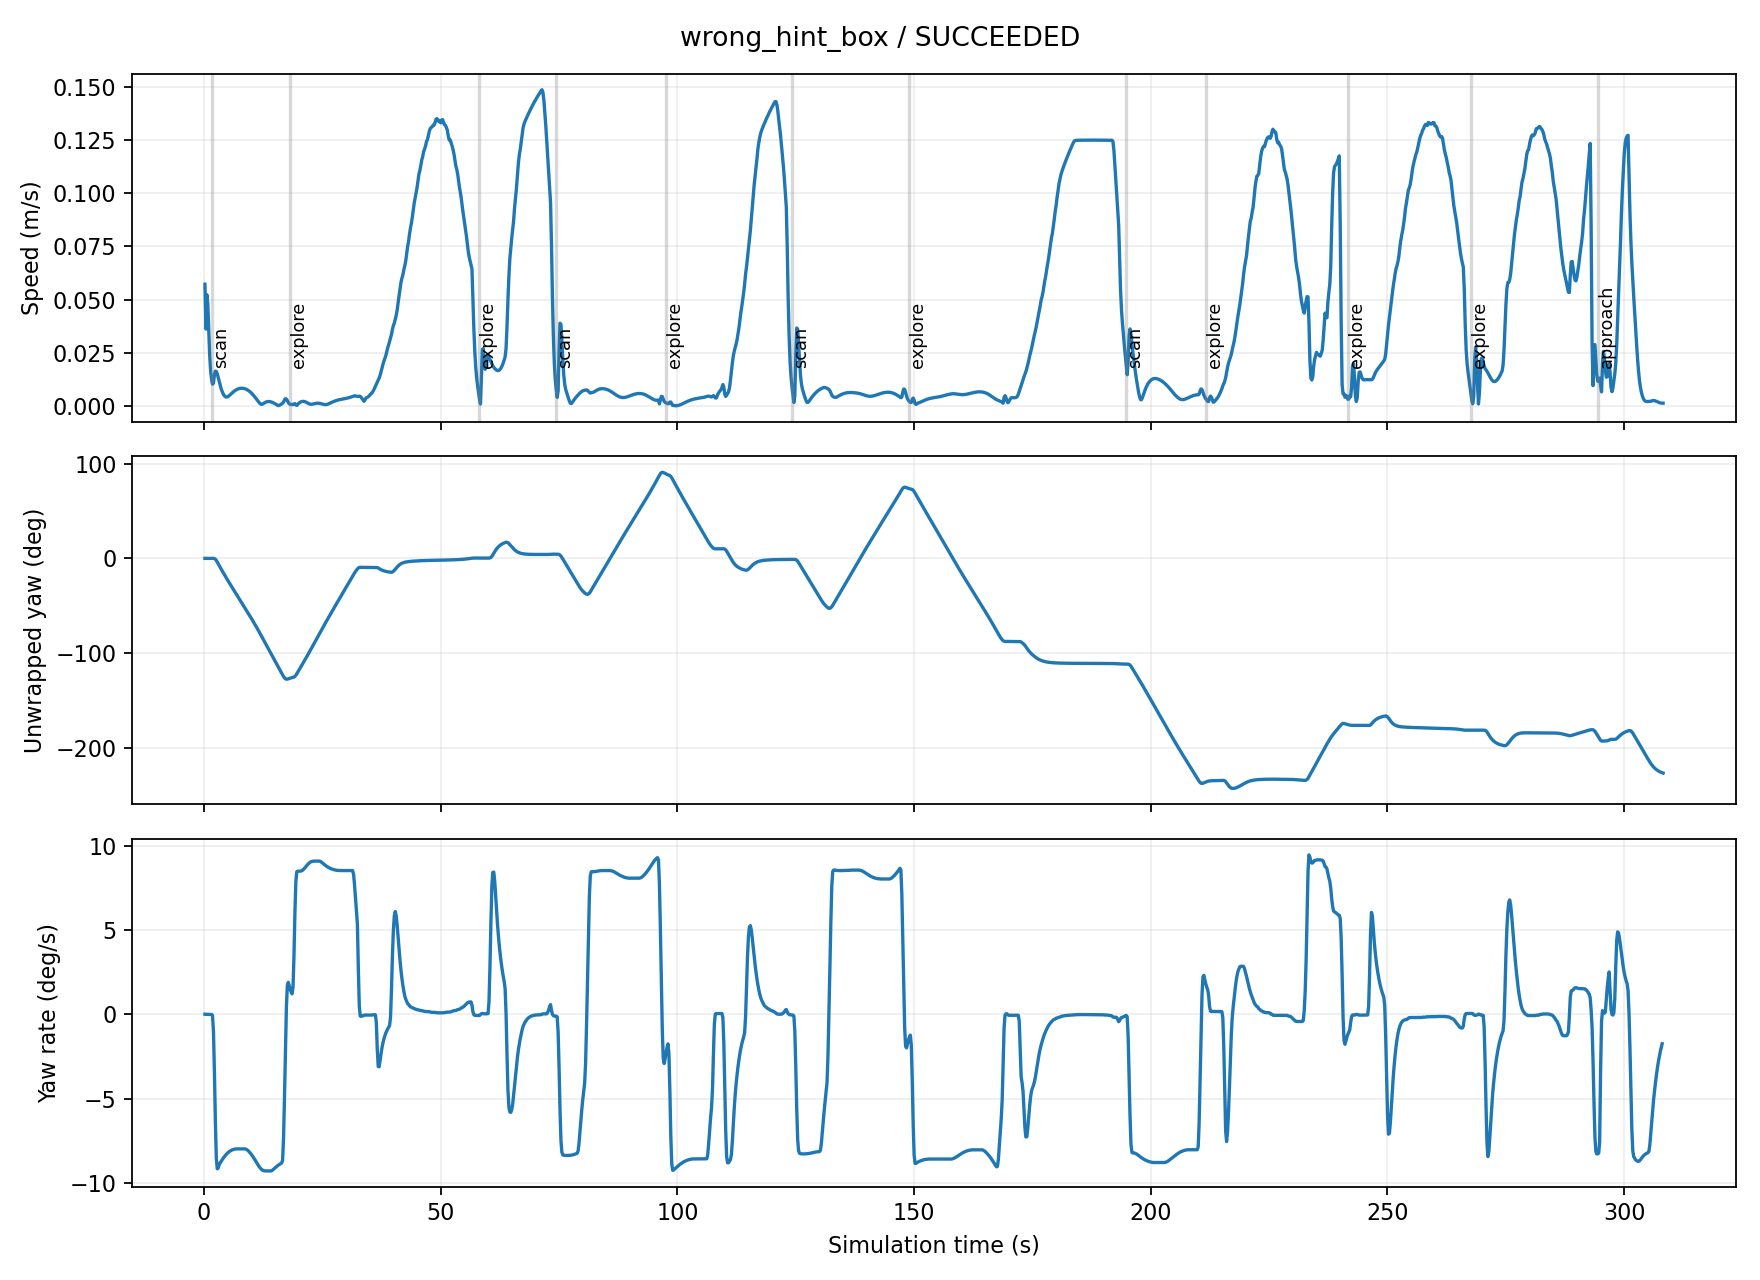 wrong_hint_box / SUCCEEDED
Speed (m/s)
0.150
0.125
0.100
0.075
0.050
0.025
0.000
scan
explore
explore
scan
explore
scan
explore
scan
explore
explore
explore
approach
Unwrapped yaw (deg)
100
0
−100
−200
Yaw rate (deg/s)
10
5
0
−5
−10
0
50
100
150
200
250
300
Simulation time (s)